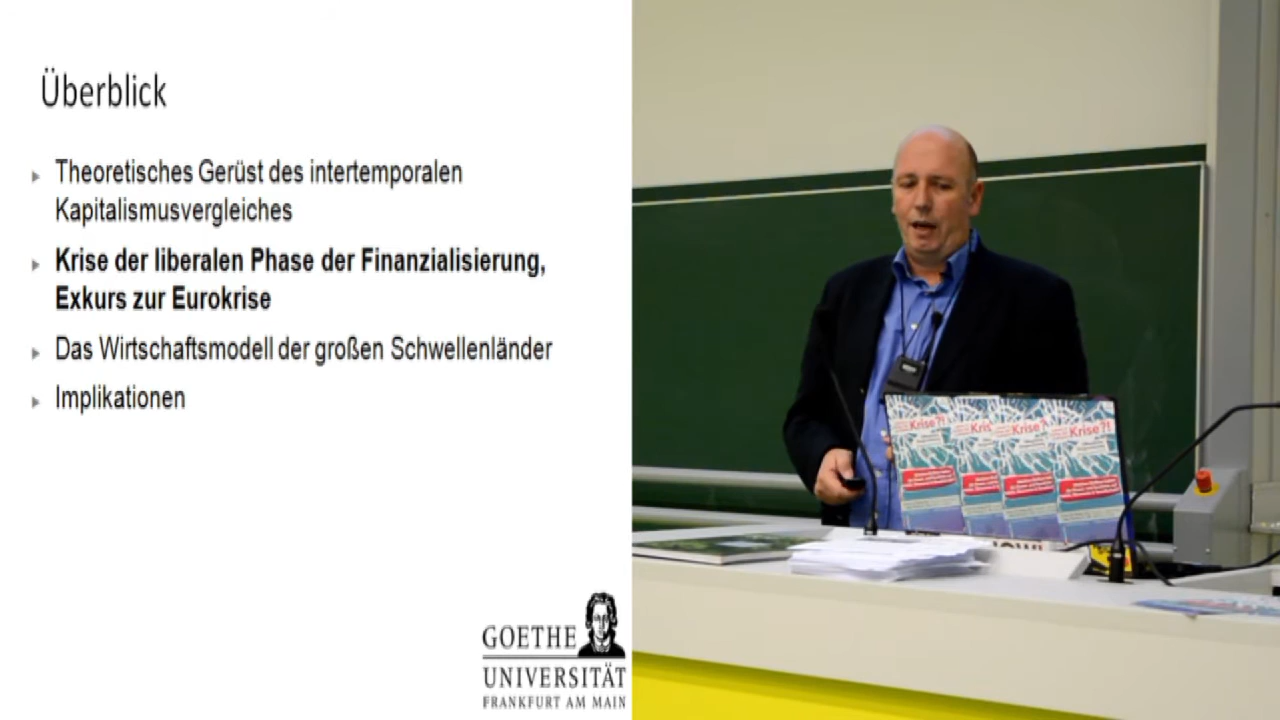 Überblick
Theoretisches Gerüst des intertemporalen
Kapitalismusvergleiches
Krise der liberalen Phase der Finanzialisierung,
Exkurs zur Eurokrise
Das Wirtschaftsmodell der großen Schwellenländer
Implikationen
GOETHE
UNIVERSITÄT
FRANKFURT AM MAIN
Krise?!
Krise?!
Krise?!